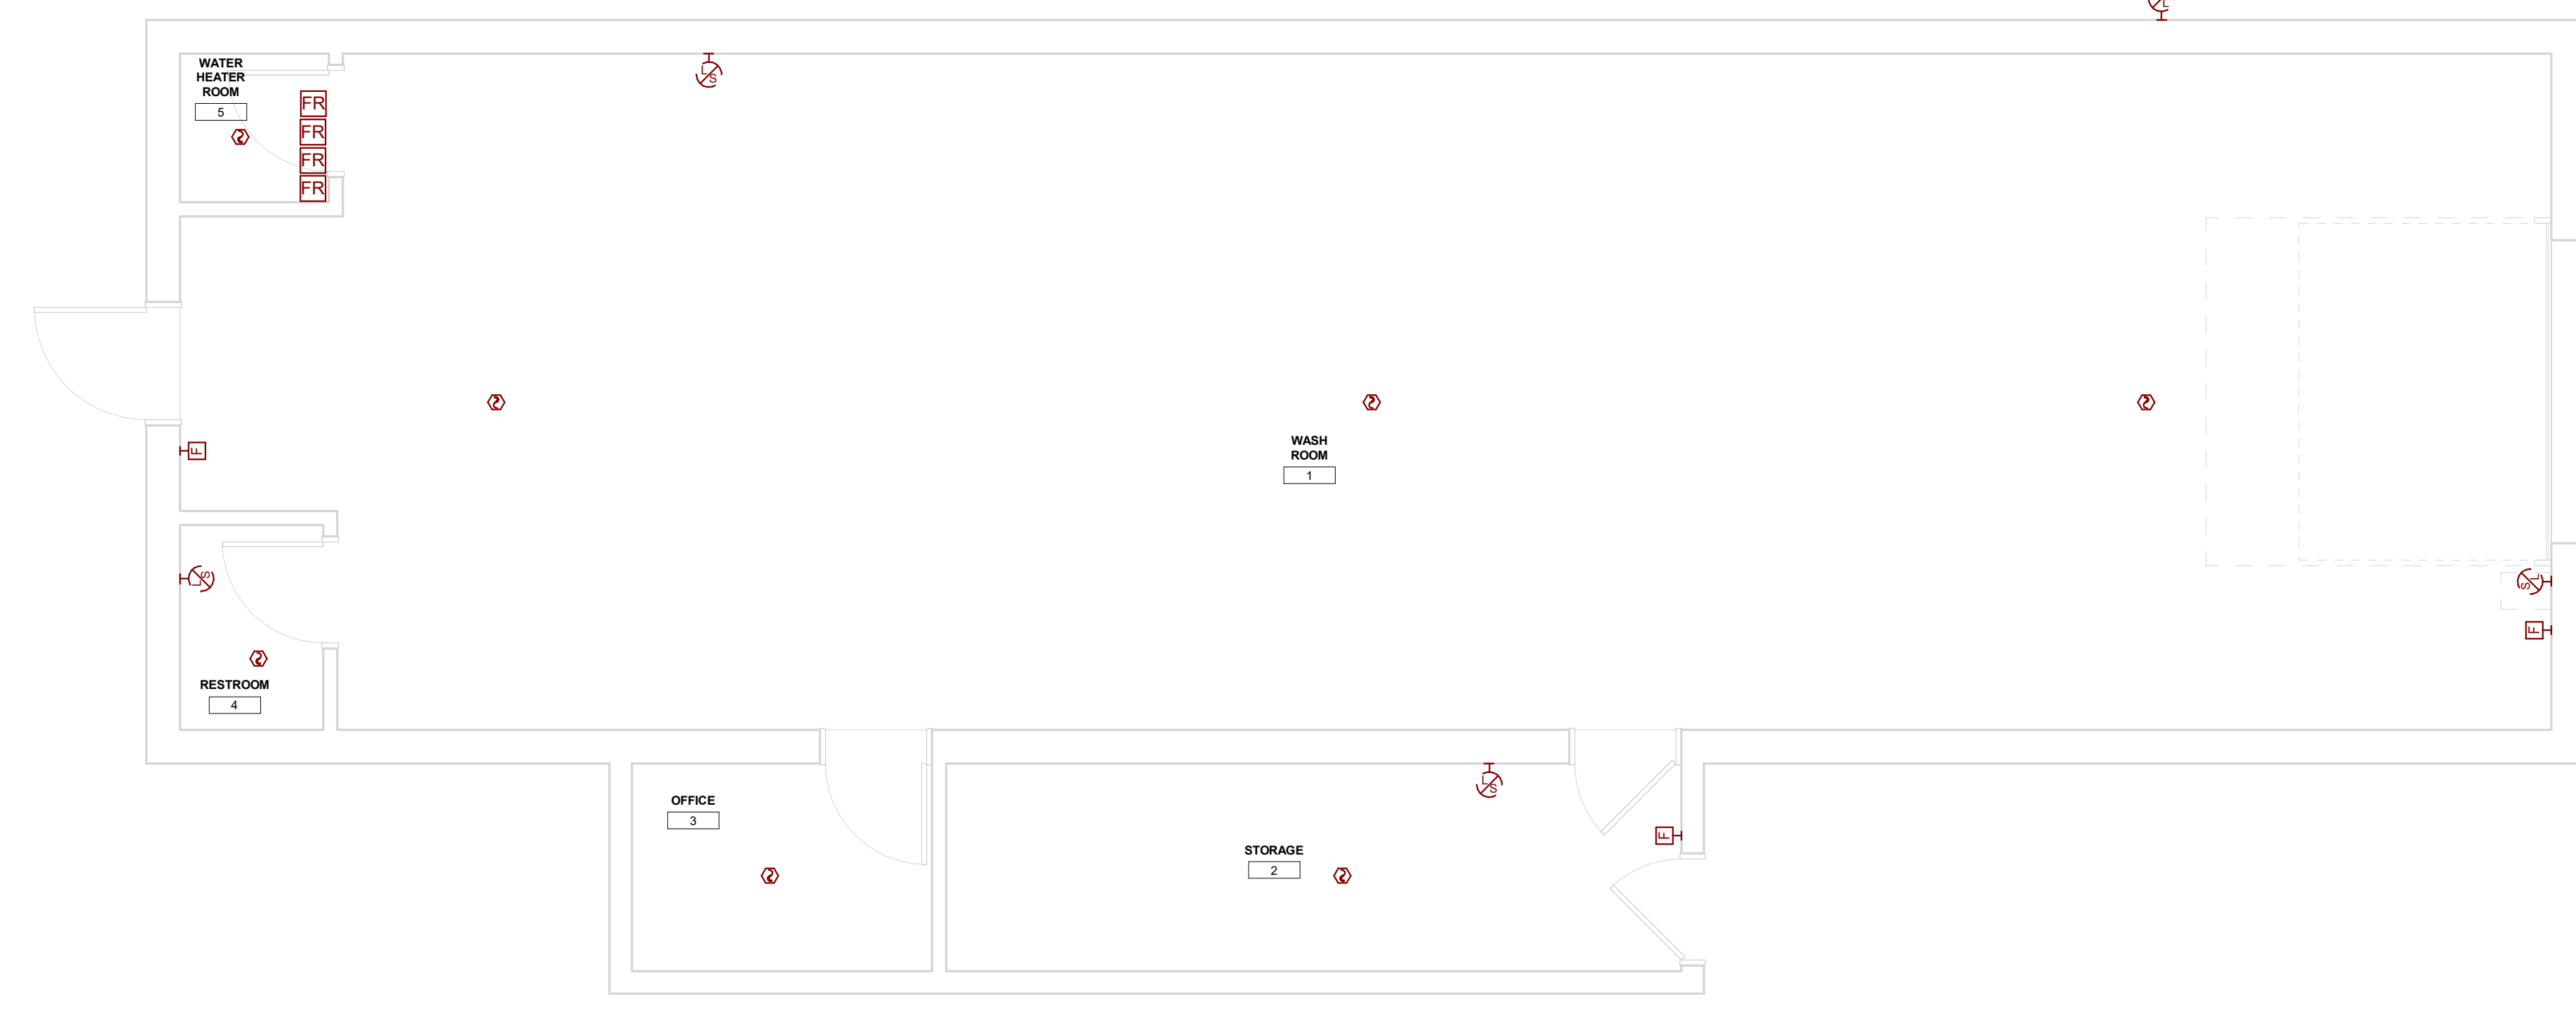 L
WATER
HEATER
ROOM
5
FR
FR
FR
FR
L S
F
WASH
ROOM
1
L S
RESTROOM
4
S L
F
OFFICE
3
L S
F
STORAGE
2